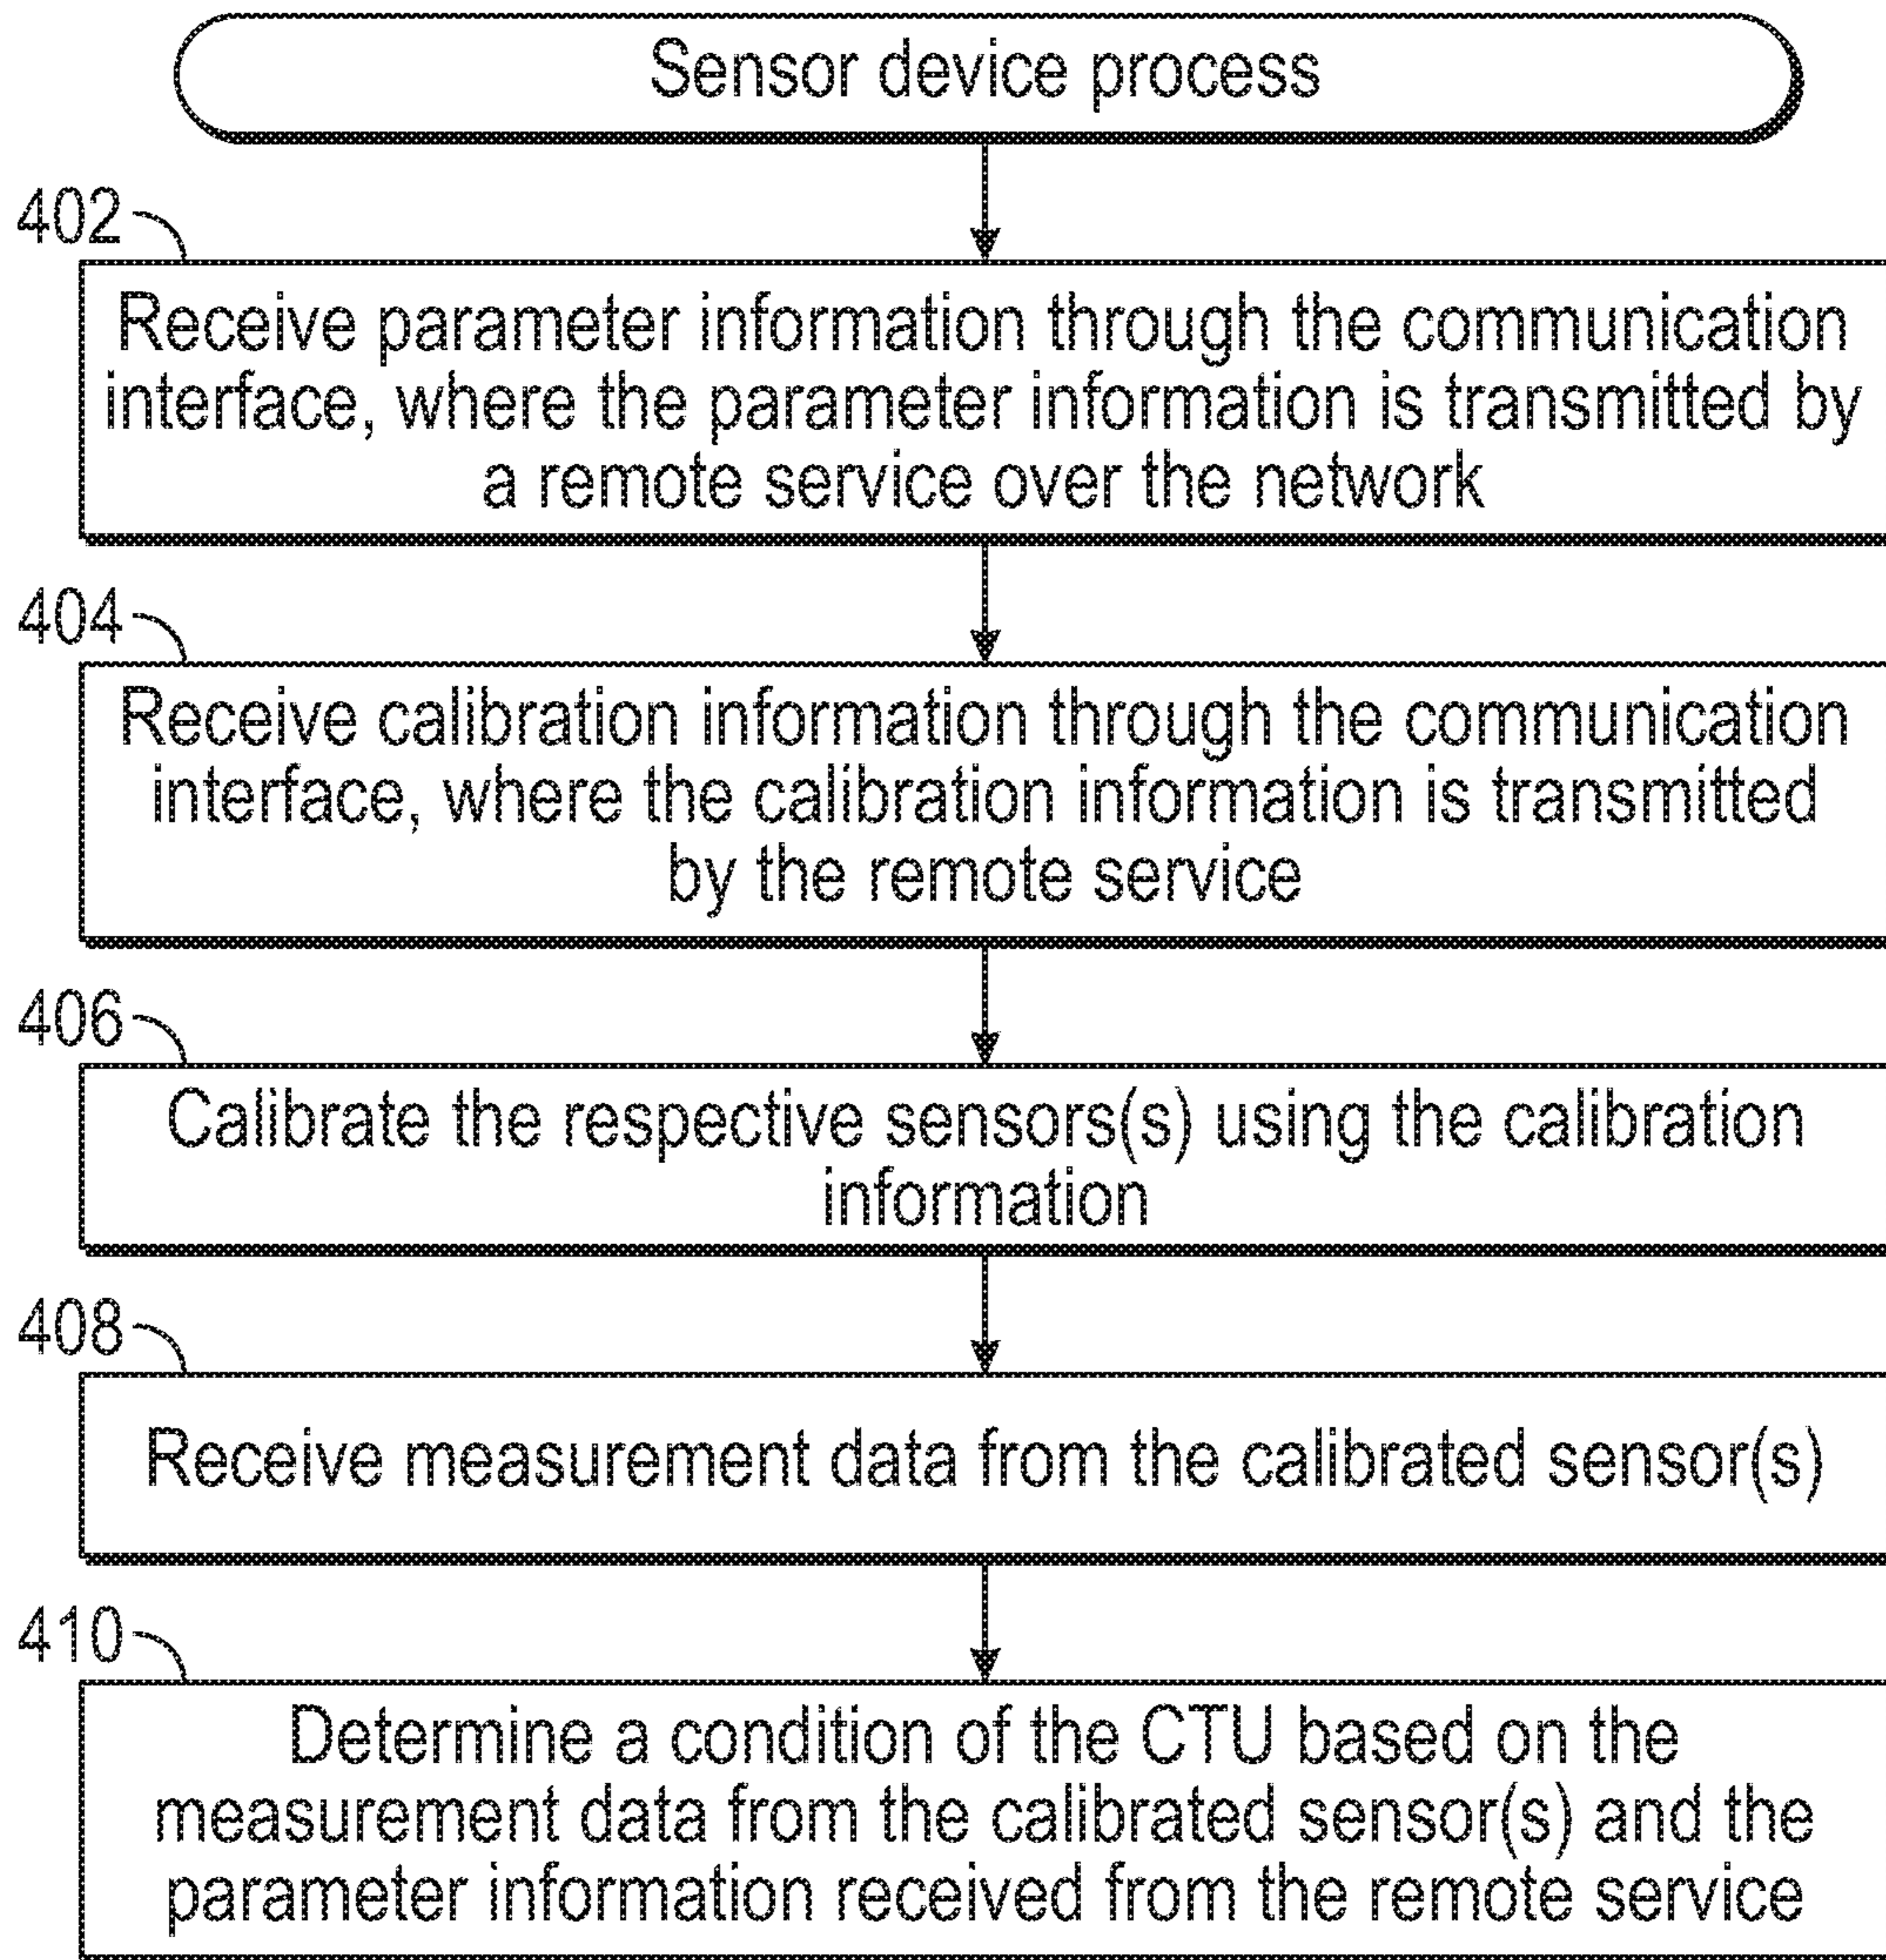 Sensor device process
402
Receive parameter information through the communication
interface, where the parameter information is transmitted by
a remote service over the network
404
Receive calibration information through the communication
interface, where the calibration information is transmitted
by the remote service
406
Calibrate the respective sensors(s) using the calibration
information
408
Receive measurement data from the calibrated sensor(s)
410
Determine a condition of the CTU based on the
measurement data from the calibrated sensor(s) and the
parameter information received from the remote service